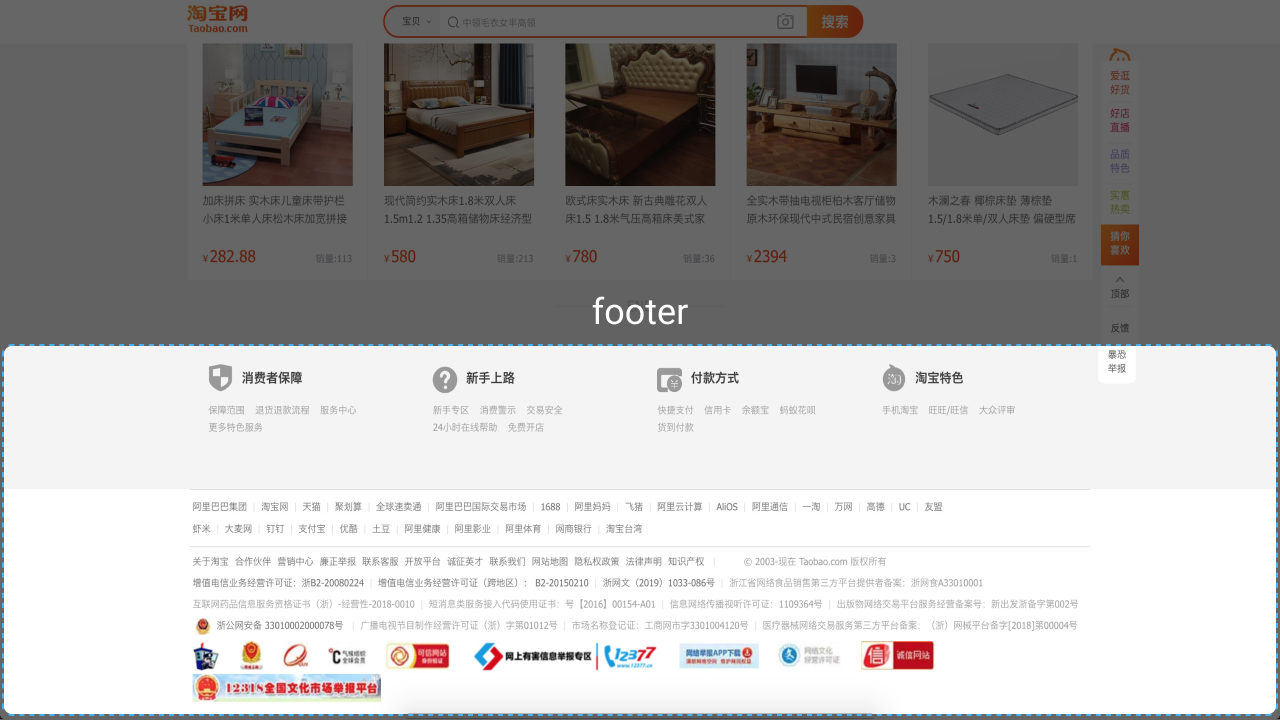 淘宝网
Taobao.com
宝贝
中领毛衣女半高领
搜索
加床拼床 实木床儿童床带护栏
小床1米单人床松木床加宽拼接
¥282.88 销量:113
现代简约实木床1.8米双人床
1.5m1.2 1.35高箱储物床经济型
¥580 销量:213
欧式床实木床 新古典雕花双人
床1.5 1.8米气压高箱床美式家
¥780 销量:36
全实木带抽电视柜柏木客厅储物
原木环保现代中式民宿创意家具
¥2394 销量:3
木澜之春 椰棕床垫 薄棕垫
1.5/1.8米单/双人床垫 偏硬型席
¥750 销量:1
爱逛
好货
好店
直播
品质
特色
实惠
热卖
猜你
喜欢
顶部
反馈
暴恐
举报
footer
消费者保障
保障范围 退货退款流程 服务中心
更多特色服务
新手上路
新手专区 消费警示 交易安全
24小时在线帮助 免费开店
付款方式
快捷支付 信用卡 余额宝 蚂蚁花呗
货到付款
淘宝特色
手机淘宝 旺旺/旺信 大众评审
阿里巴巴集团 | 淘宝网 | 天猫 | 聚划算 | 全球速卖通 | 阿里巴巴国际交易市场 | 1688 | 阿里妈妈 | 飞猪 | 阿里云计算 | AliOS | 阿里通信 | 一淘 | 万网 | 高德 | UC | 友盟
虾米 | 大麦网 | 钉钉 | 支付宝 | 优酷 | 土豆 | 阿里健康 | 阿里影业 | 阿里体育 | 网商银行 | 淘宝台湾
关于淘宝 合作伙伴 营销中心 廉正举报 联系客服 开放平台 诚征英才 联系我们 网站地图 隐私权政策 法律声明 知识产权 | © 2003-现在 Taobao.com 版权所有
增值电信业务经营许可证：浙B2-20080224 | 增值电信业务经营许可证（跨地区）： B2-20150210 | 浙网文（2019）1033-086号 | 浙江省网络食品销售第三方平台提供者备案：浙网食A33010001
互联网药品信息服务资格证书（浙）-经营性-2018-0010 | 短消息类服务接入代码使用证书：号【2016】00154-A01 | 信息网络传播视听许可证：1109364号 | 出版物网络交易平台服务经营备案号：新出发浙备字第002号
浙公网安备 33010002000078号 | 广播电视节目制作经营许可证（浙）字第01012号 | 市场名称登记证：工商网市字3301004120号 | 医疗器械网络交易服务第三方平台备案：（浙）网械平台备字[2018]第00004号
气候组织
全球会员
可信网站
身份验证
网上有害信息举报专区
12377
www.12377.cn
网络举报APP下载
网络文化
经营许可证
信
诚信网站
12318全国文化市场举报平台